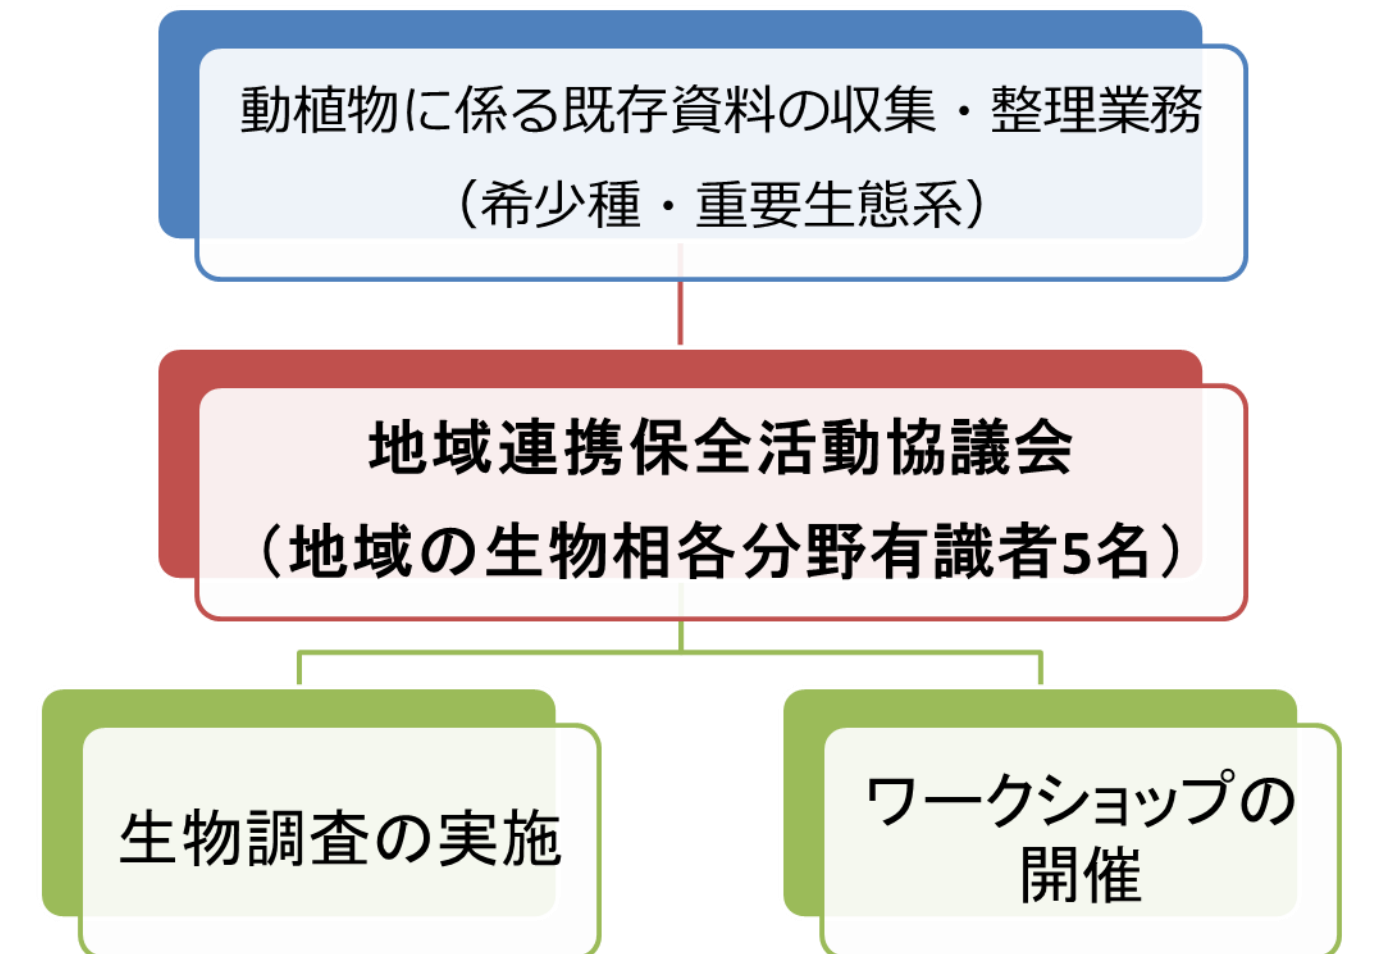 動植物に係る既存資料の収集・整理業務
（希少種・重要生態系）
地域連携保全活動協議会
（地域の生物相各分野有識者5名）
生物調査の実施
ワークショップの
開催